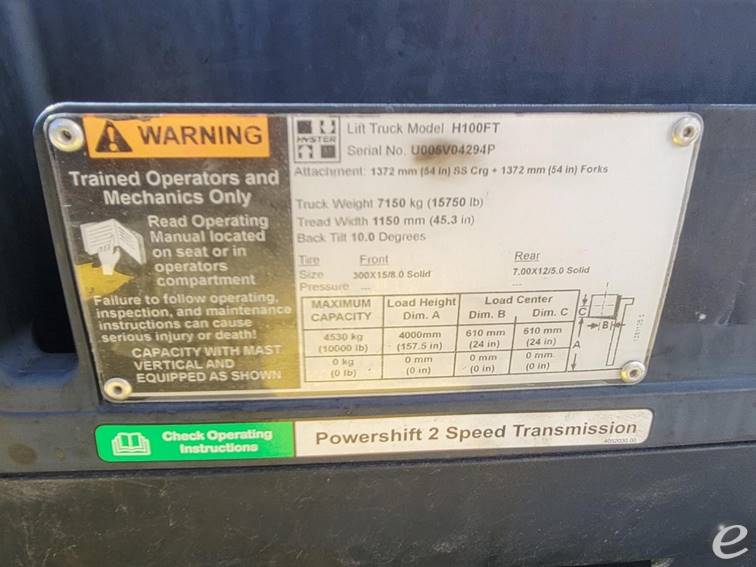 WARNING
Trained Operators and
Mechanics Only
Read Operating
Manual located
on seat or in
operators
compartment
Failure to follow operating,
inspection, and maintenance
instructions can cause
serious injury or death!
CAPACITY WITH MAST
VERTICAL AND
EQUIPPED AS SHOWN
HYSTER
Lift Truck Model H100FT
Serial No. U005V04294P
Attachment: 1372 mm (54 in) SS Crg + 1372 mm (54 in) Forks
Truck Weight 7150 kg (15750 lb)
Tread Width 1150 mm (45.3 in)
Back Tilt 10.0 Degrees
Tire Front Rear
Size 300X15/8.0 Solid 7.00X12/5.0 Solid
Pressure --- ---
MAXIMUM CAPACITY Load Height Dim. A Load Center Dim. B Dim. C
4530 kg (10000 lb) 4000mm (157.5 in) 610 mm (24 in) 610 mm (24 in)
0 kg (0 lb) 0 mm (0 in) 0 mm (0 in) 0 mm (0 in)
C
B
A
Check Operating
Instructions
Powershift 2 Speed Transmission
e